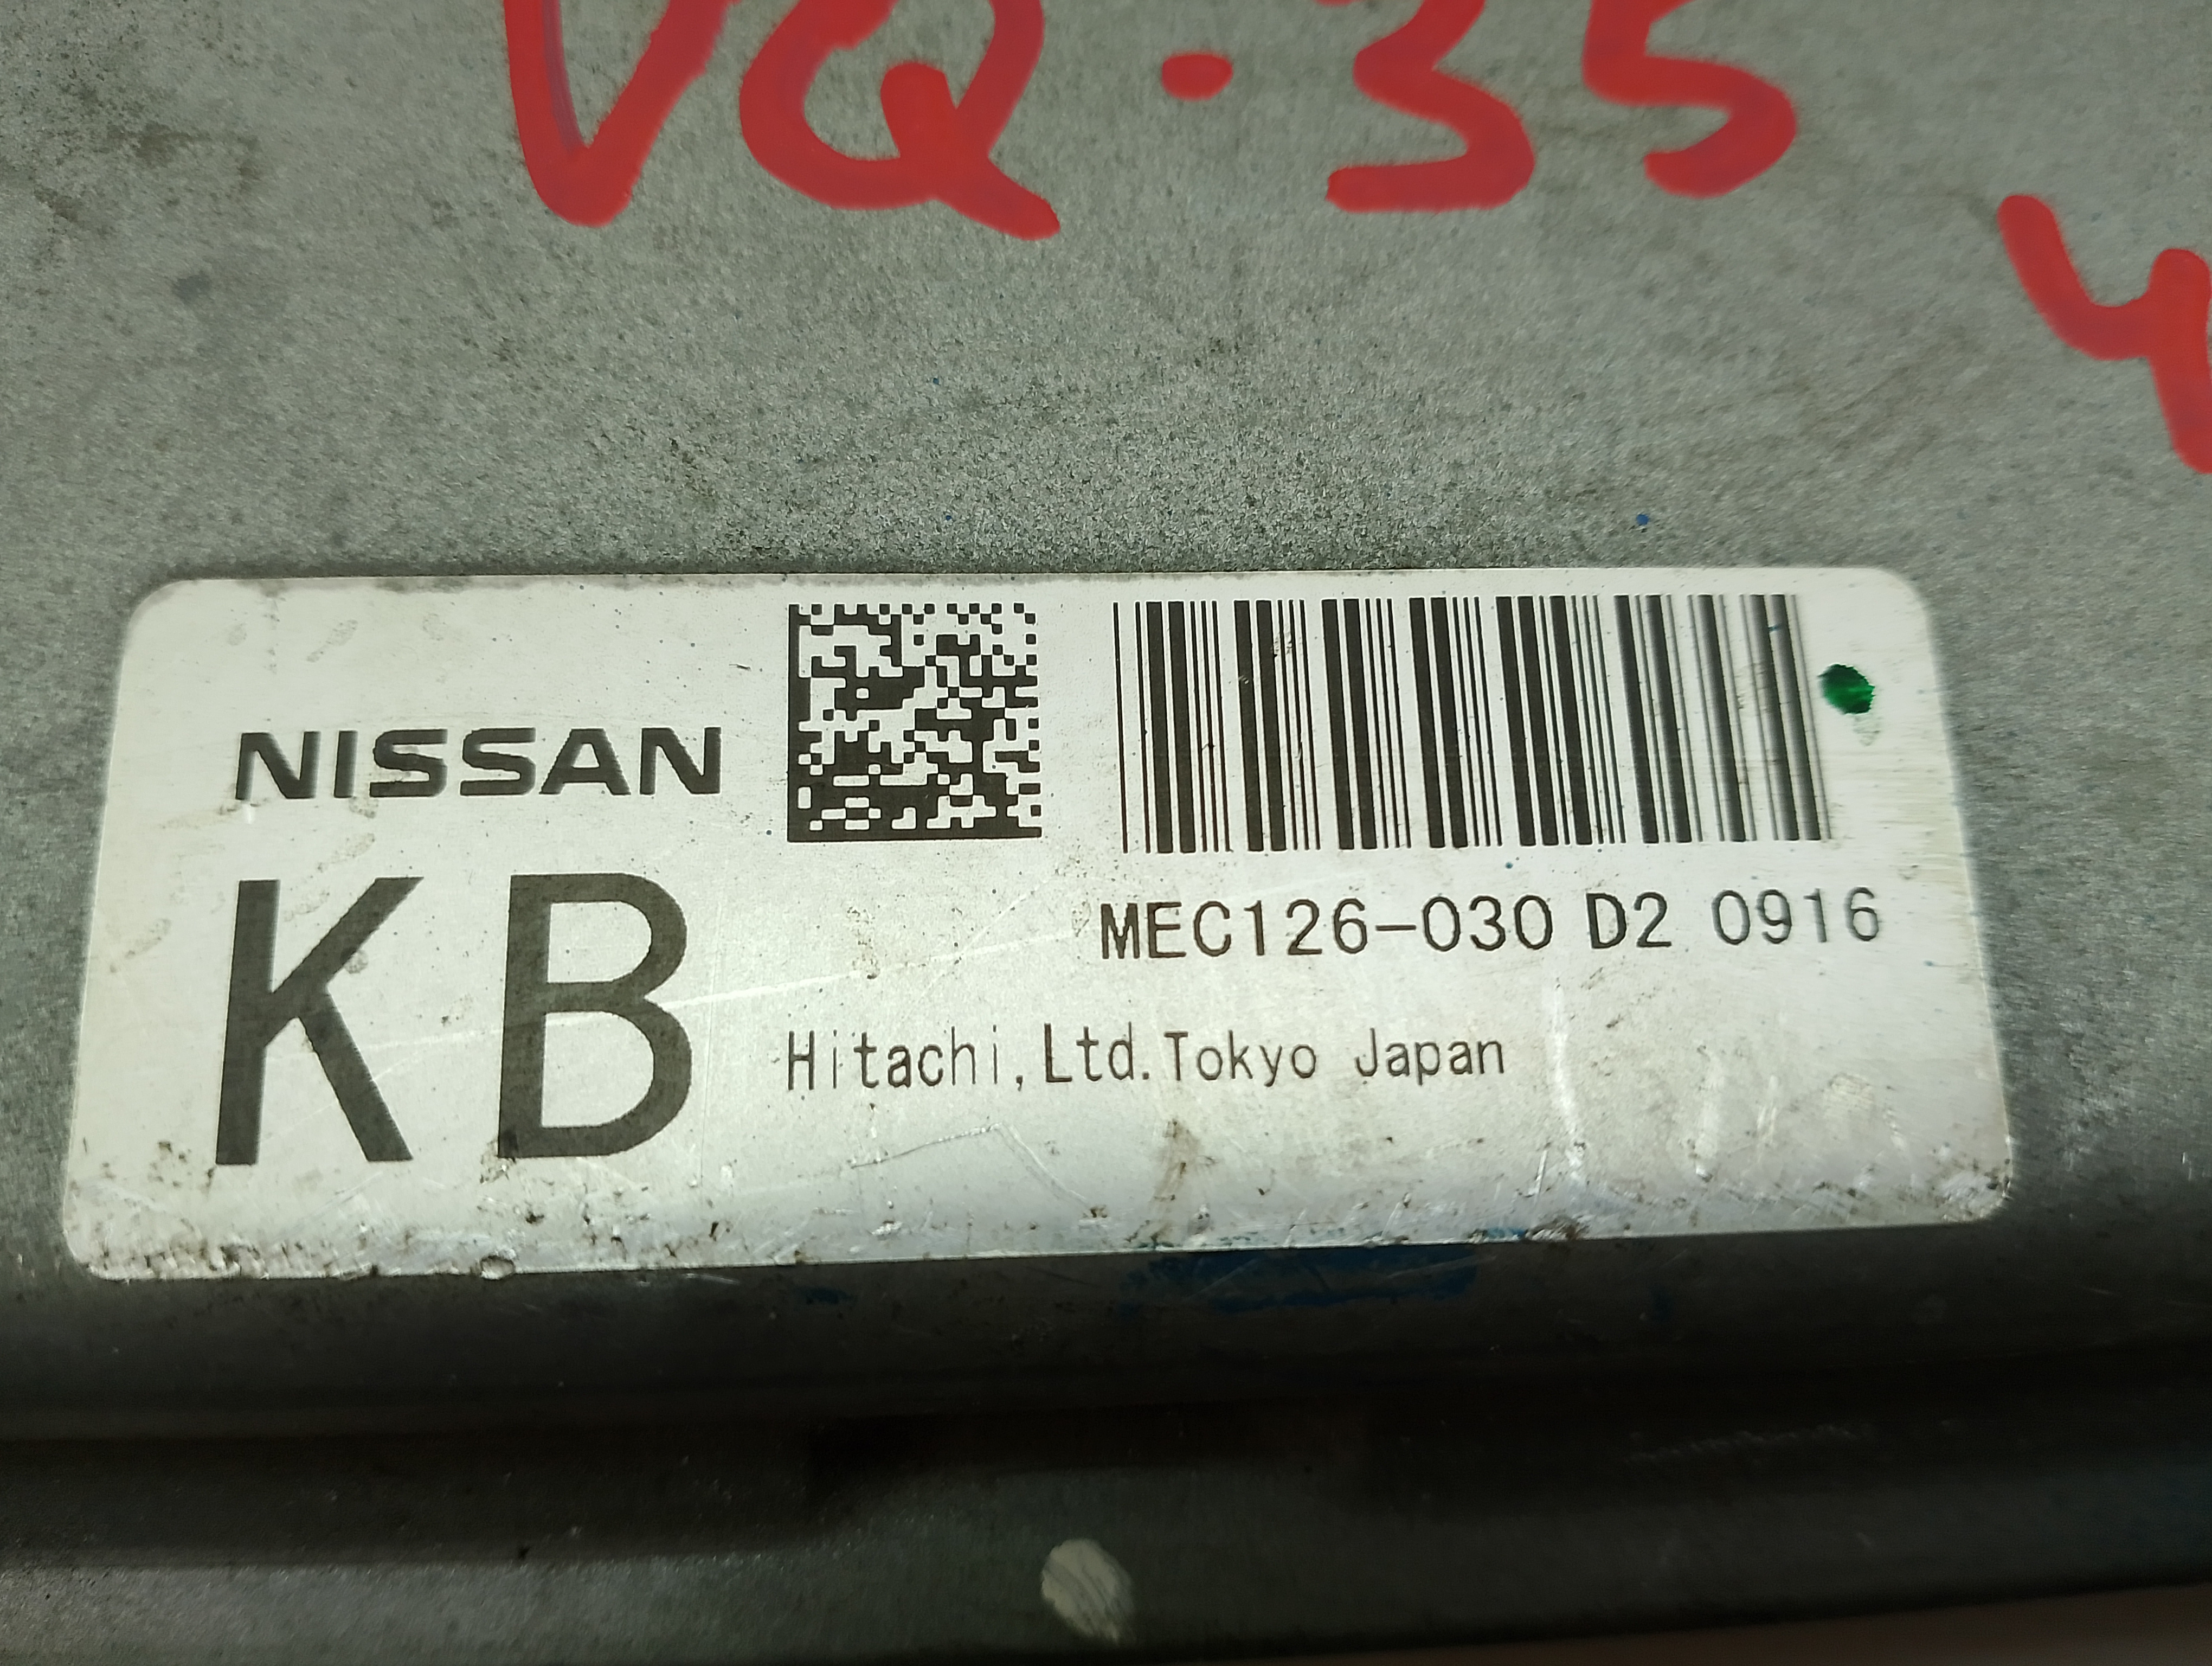 VQ·35
4
NISSAN
KB
MEC126-030 D2 0916
Hitachi,Ltd.Tokyo Japan